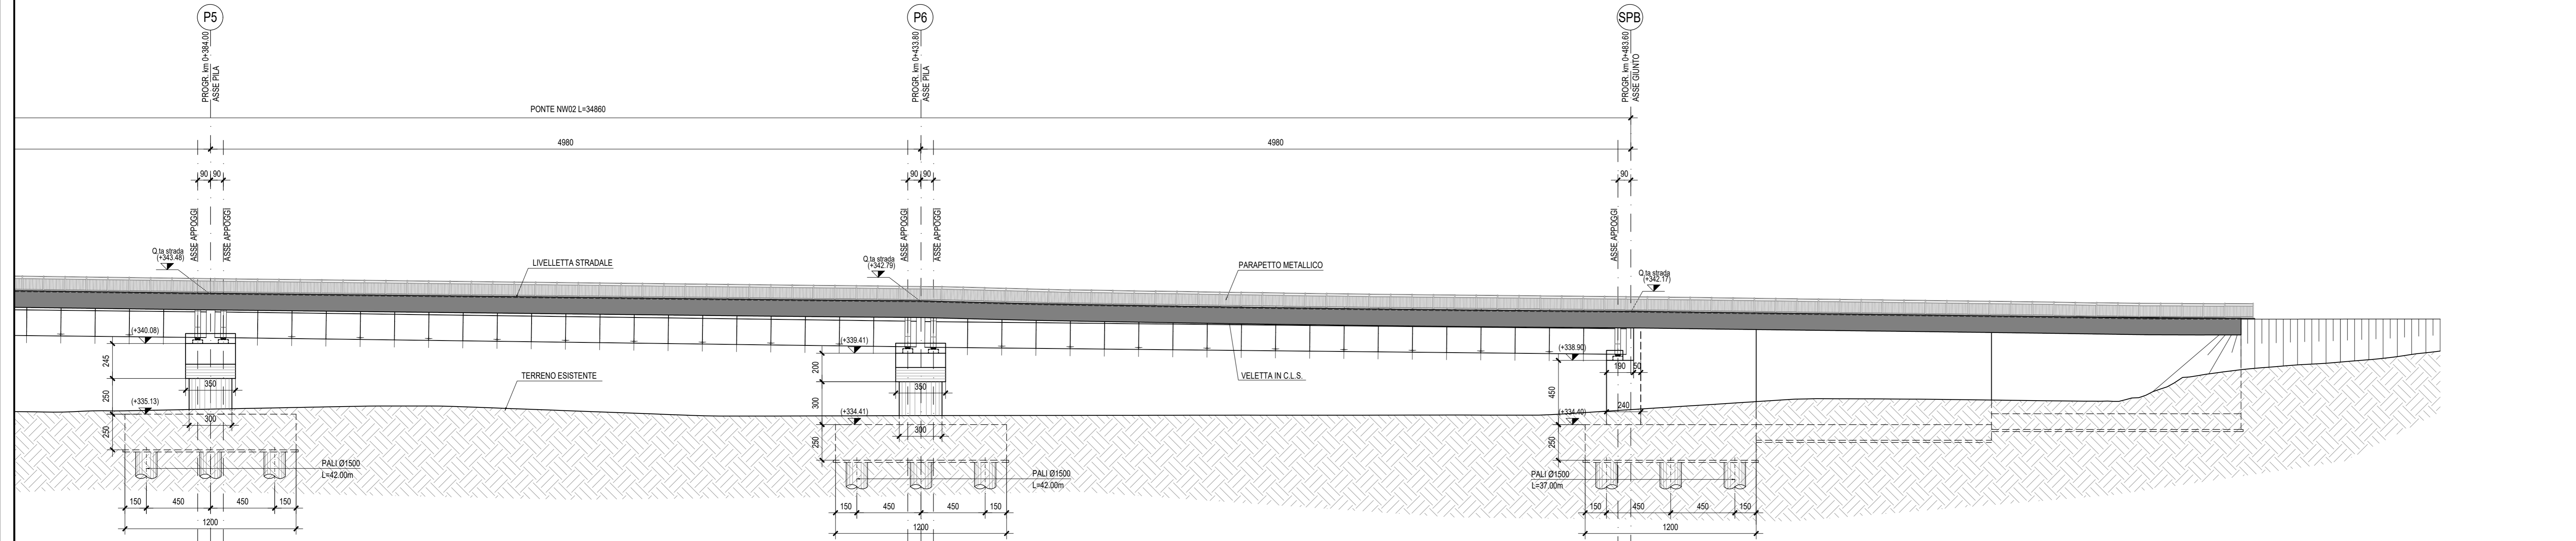 P5
P6
SPB
PROGR. km 0+384.00
ASSE PILA
PROGR. km 0+433.80
ASSE PILA
PROGR. km 0+483.60
ASSE GIUNTO
PONTE NW02 L=34860
4980
4980
90
90
90
90
90
ASSE APPOGGI
ASSE APPOGGI
ASSE APPOGGI
ASSE APPOGGI
ASSE APPOGGI
Q.ta strada
(+343.48)
LIVELLETTA STRADALE
Q.ta strada
(+342.79)
PARAPETTO METALLICO
Q.ta strada
(+342.17)
(+340.08)
(+339.41)
(+338.90)
245
200
190
50
350
TERRENO ESISTENTE
350
VELETTA IN C.L.S.
250
300
450
(+335.13)
(+334.41)
(+334.40)
240
300
300
250
250
250
PALI Ø1500
L=42.00m
PALI Ø1500
L=42.00m
PALI Ø1500
L=37.00m
150
450
450
150
150
450
450
150
150
450
450
150
1200
1200
1200